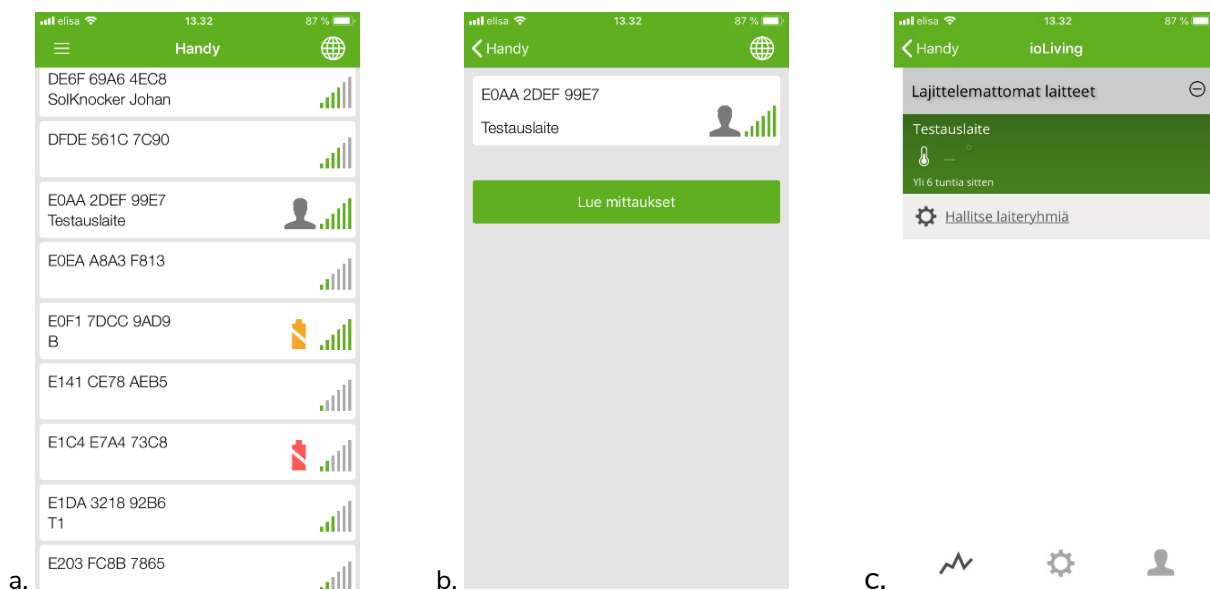 elisa 13.32 87 %
Handy
DE6F 69A6 4EC8
SolKnocker Johan
DFDE 561C 7C90
E0AA 2DEF 99E7
Testauslaite
E0EA A8A3 F813
E0F1 7DCC 9AD9
B
E141 CE78 AEB5
E1C4 E7A4 73C8
E1DA 3218 92B6
T1
E203 FC8B 7865
a.
elisa 13.32 87 %
Handy
E0AA 2DEF 99E7
Testauslaite
Lue mittaukset
b.
elisa 13.32 87 %
Handy ioLiving
Lajittelemattomat laitteet
Testauslaite
– °
Yli 6 tuntia sitten
Hallitse laiteryhmiä
c.